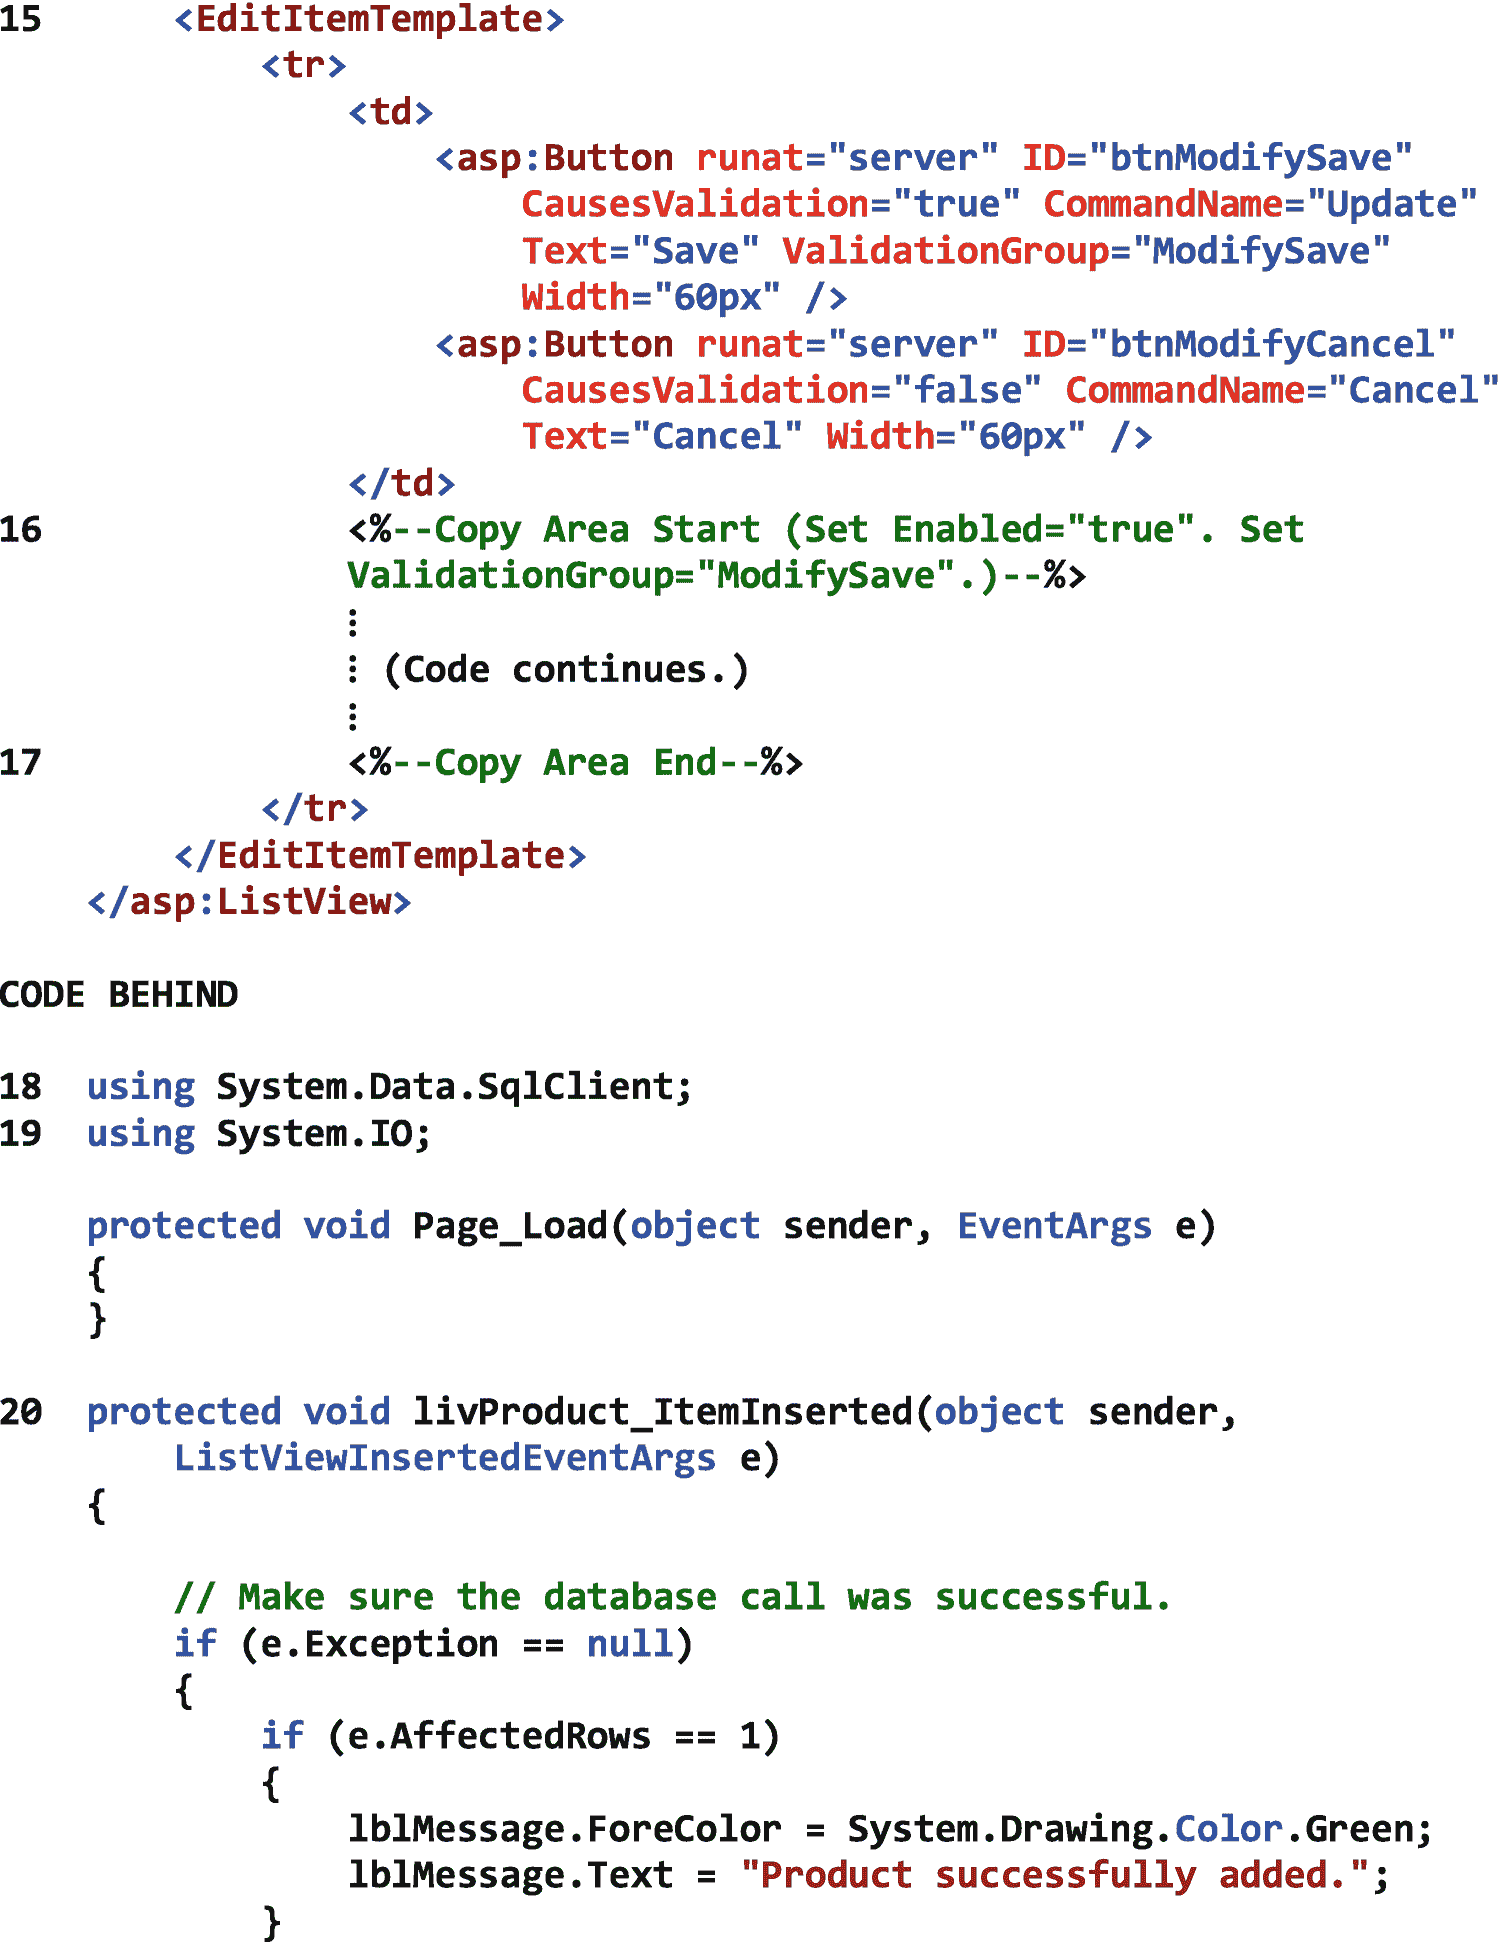 15 <EditItemTemplate>
<tr>
<td>
<asp:Button runat="server" ID="btnModifySave"
CausesValidation="true" CommandName="Update"
Text="Save" ValidationGroup="ModifySave"
Width="60px" />
<asp:Button runat="server" ID="btnModifyCancel"
CausesValidation="false" CommandName="Cancel"
Text="Cancel" Width="60px" />
</td>
16 <%--Copy Area Start (Set Enabled="true". Set
ValidationGroup="ModifySave".)--%>
⋮
⋮ (Code continues.)
⋮
17 <%--Copy Area End--%>
</tr>
</EditItemTemplate>
</asp:ListView>
CODE BEHIND
18 using System.Data.SqlClient;
19 using System.IO;
protected void Page_Load(object sender, EventArgs e)
{
}
20 protected void livProduct_ItemInserted(object sender,
ListViewInsertedEventArgs e)
{
// Make sure the database call was successful.
if (e.Exception == null)
{
if (e.AffectedRows == 1)
{
lblMessage.ForeColor = System.Drawing.Color.Green;
lblMessage.Text = "Product successfully added.";
}